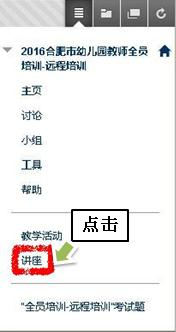 2016合肥市幼儿园教师全员
培训-远程培训
主页
讨论
小组
工具
帮助
点击
教学活动
讲座
"全员培训-远程培训"考试题